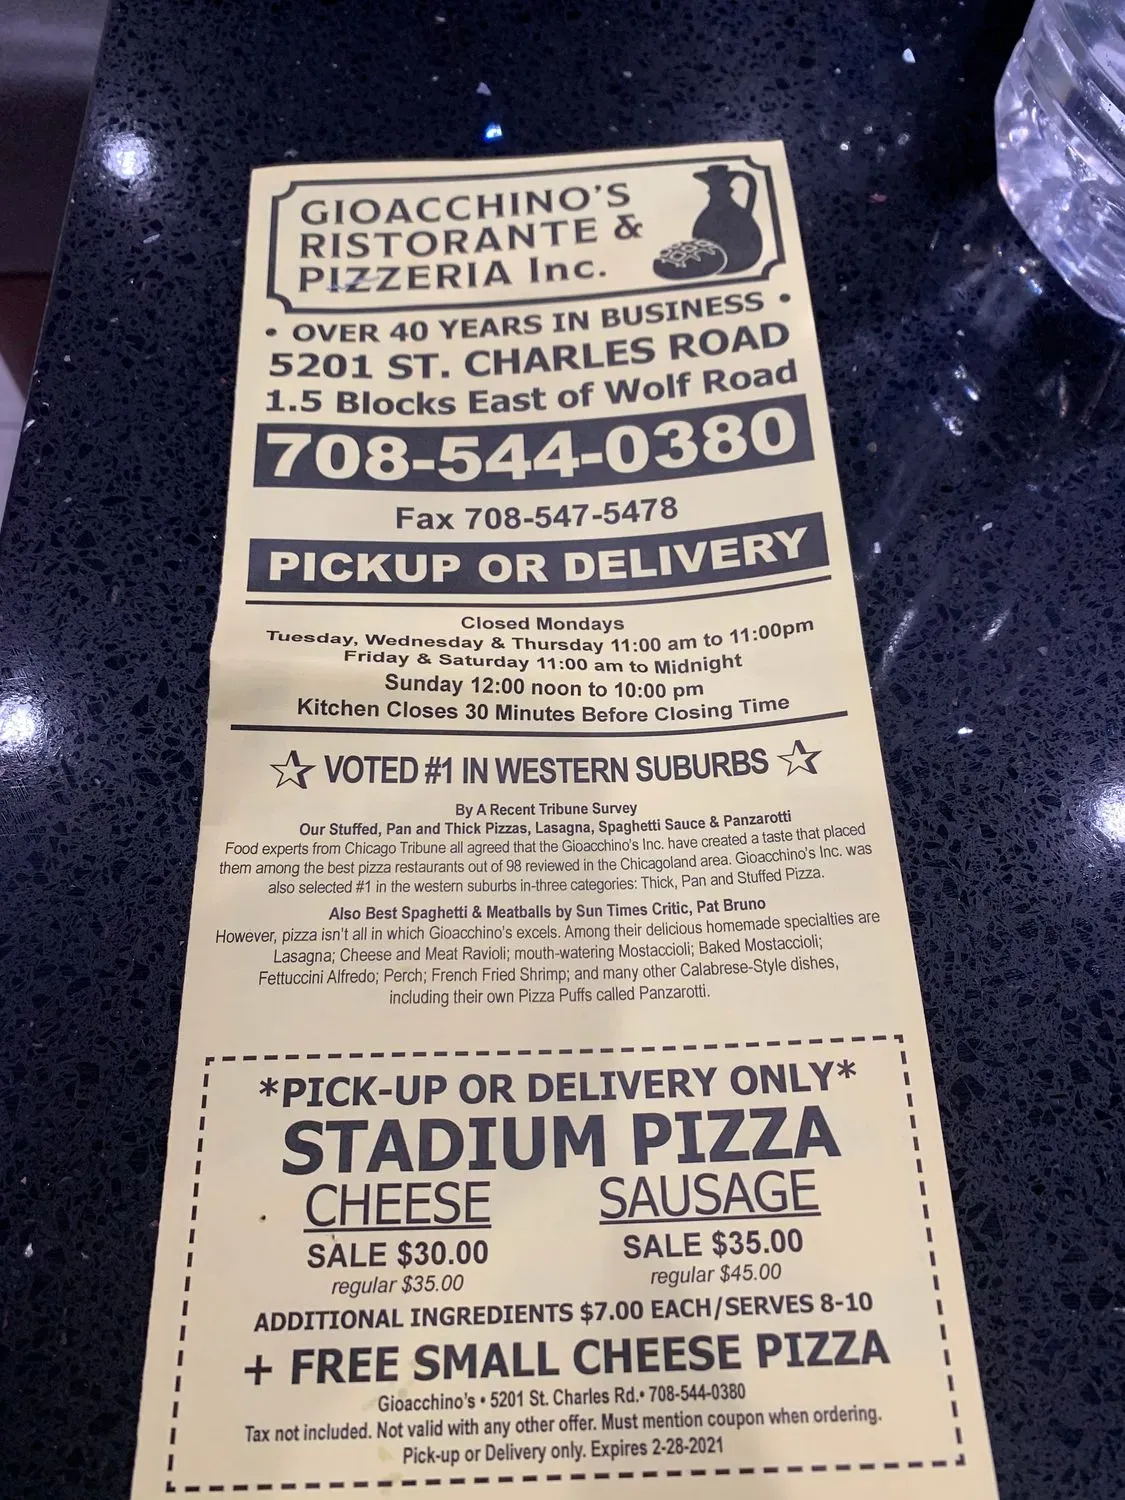 GIOACCHINO'S
RISTORANTE &
PIZZERIA Inc.
• OVER 40 YEARS IN BUSINESS •
5201 ST. CHARLES ROAD
1.5 Blocks East of Wolf Road
708-544-0380
Fax 708-547-5478
PICKUP OR DELIVERY
Closed Mondays
Tuesday, Wednesday & Thursday 11:00 am to 11:00pm
Friday & Saturday 11:00 am to Midnight
Sunday 12:00 noon to 10:00 pm
Kitchen Closes 30 Minutes Before Closing Time
VOTED #1 IN WESTERN SUBURBS
By A Recent Tribune Survey
Our Stuffed, Pan and Thick Pizzas, Lasagna, Spaghetti Sauce & Panzarotti
Food experts from Chicago Tribune all agreed that the Gioacchino's Inc. have created a taste that placed
them among the best pizza restaurants out of 98 reviewed in the Chicagoland area. Gioacchino's Inc. was
also selected #1 in the western suburbs in-three categories: Thick, Pan and Stuffed Pizza.
Also Best Spaghetti & Meatballs by Sun Times Critic, Pat Bruno
However, pizza isn't all in which Gioacchino's excels. Among their delicious homemade specialties are
Lasagna; Cheese and Meat Ravioli; mouth-watering Mostaccioli; Baked Mostaccioli;
Fettuccini Alfredo; Perch; French Fried Shrimp; and many other Calabrese-Style dishes,
including their own Pizza Puffs called Panzarotti.
*PICK-UP OR DELIVERY ONLY*
STADIUM PIZZA
CHEESE SAUSAGE
SALE $30.00 SALE $35.00
regular $35.00 regular $45.00
ADDITIONAL INGREDIENTS $7.00 EACH/SERVES 8-10
+ FREE SMALL CHEESE PIZZA
Gioacchino's • 5201 St. Charles Rd.• 708-544-0380
Tax not included. Not valid with any other offer. Must mention coupon when ordering.
Pick-up or Delivery only. Expires 2-28-2021